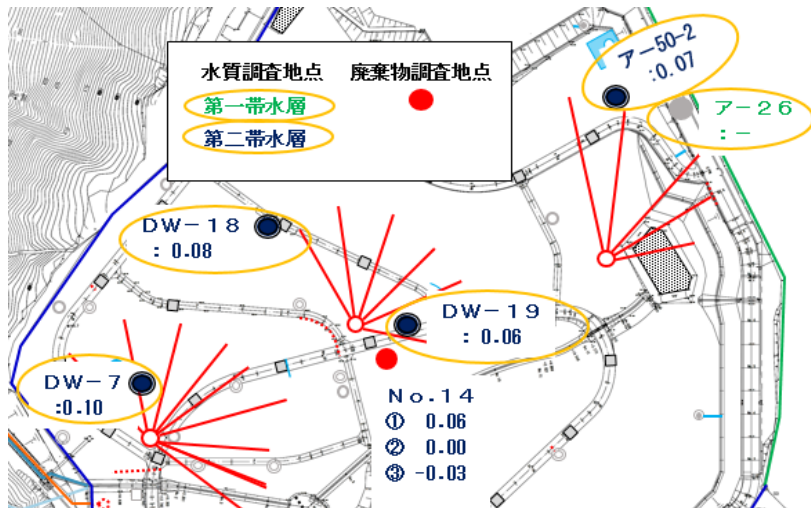 水質調査地点 廃棄物調査地点
第一帯水層
第二帯水層
ア-50-2
:0.07
ア-26
:-
DW-18
: 0.08
DW-19
: 0.06
DW-7
:0.10
No.14
① 0.06
② 0.00
③ -0.03